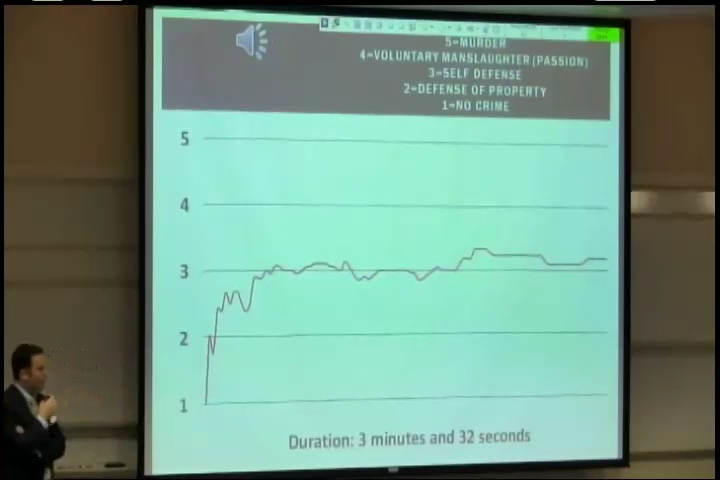 5=MURDER
4=VOLUNTARY MANSLAUGHTER (PASSION)
3=SELF DEFENSE
2=DEFENSE OF PROPERTY
1=NO CRIME
5
4
3
2
1
Duration: 3 minutes and 32 seconds